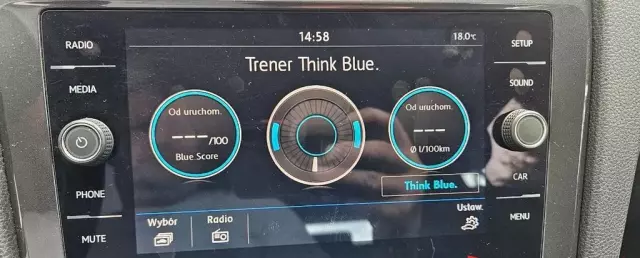 RADIO
MEDIA
PHONE
MUTE
14:58
18.0°C
Trener Think Blue.
Od uruchom.
---/100
Blue Score
Od uruchom.
---
Ø l/100km
Think Blue.
Wybór
Radio
Ustaw.
SETUP
SOUND
CAR
MENU